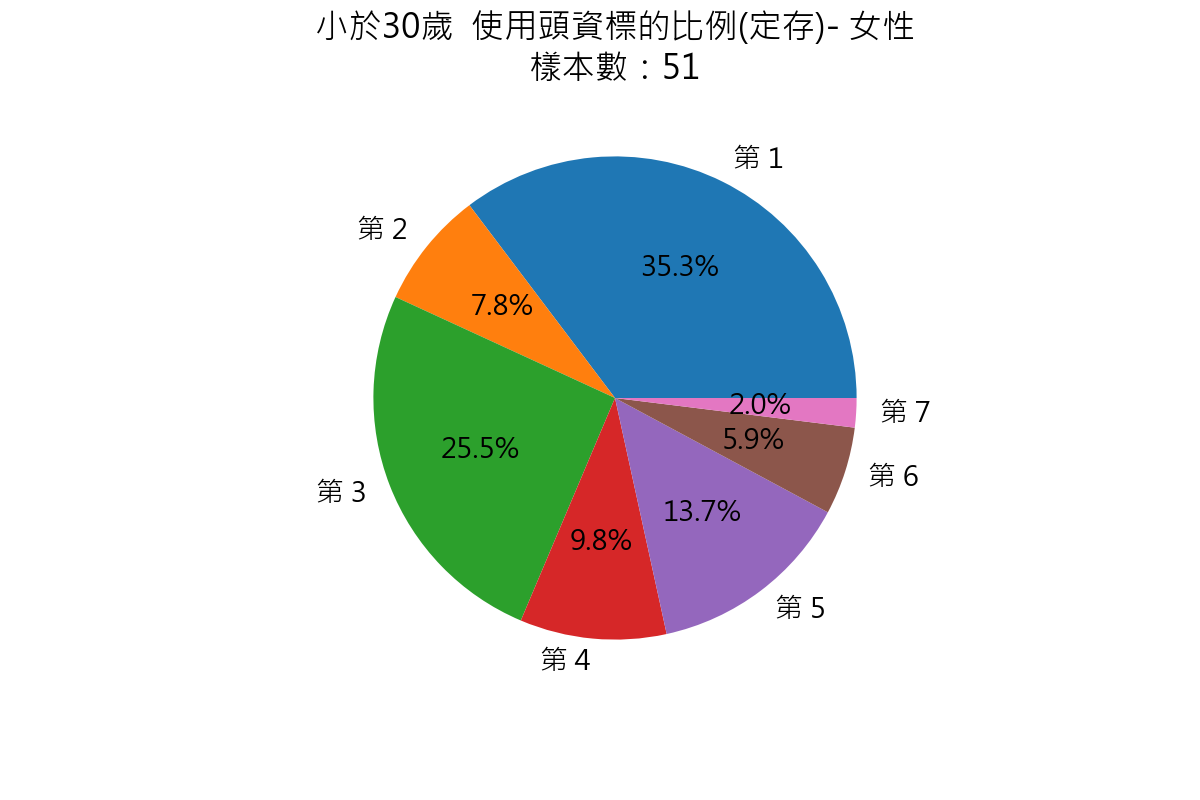 小於30歲  使用頭資標的比例(定存)- 女性
樣本數：51
第 1
35.3%
第 2
7.8%
第 3
25.5%
第 4
9.8%
第 5
13.7%
第 6
5.9%
第 7
2.0%